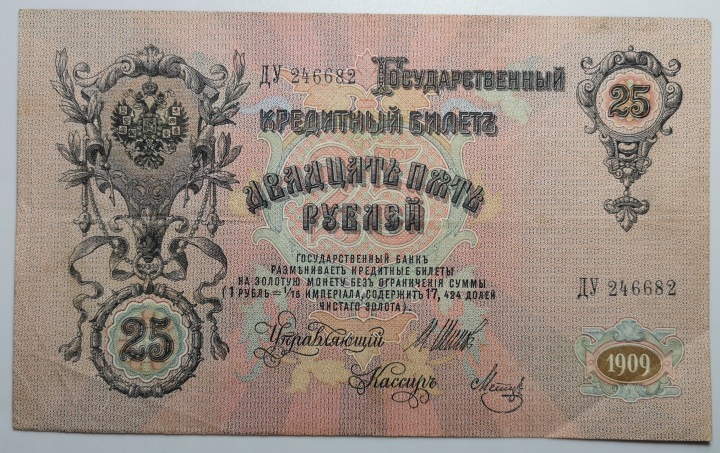 ДУ 246682
Государственный
25
Кредитный Билетъ
Двадцать пять
рублей
ГОСУДАРСТВЕННЫЙ БАНКЪ
РАЗМѢНИВАЕТЪ КРЕДИТНЫЕ БИЛЕТЫ
НА ЗОЛОТУЮ МОНЕТУ БЕЗЪ ОГРАНИЧЕНІЯ СУММЫ
(1 РУБЛЬ = 1/15 ИМПЕРІАЛА, СОДЕРЖИТЪ 17,424 ДОЛЕЙ
ЧИСТАГО ЗОЛОТА).
ДУ 246682
25
Управляющій
Кассиръ
1909